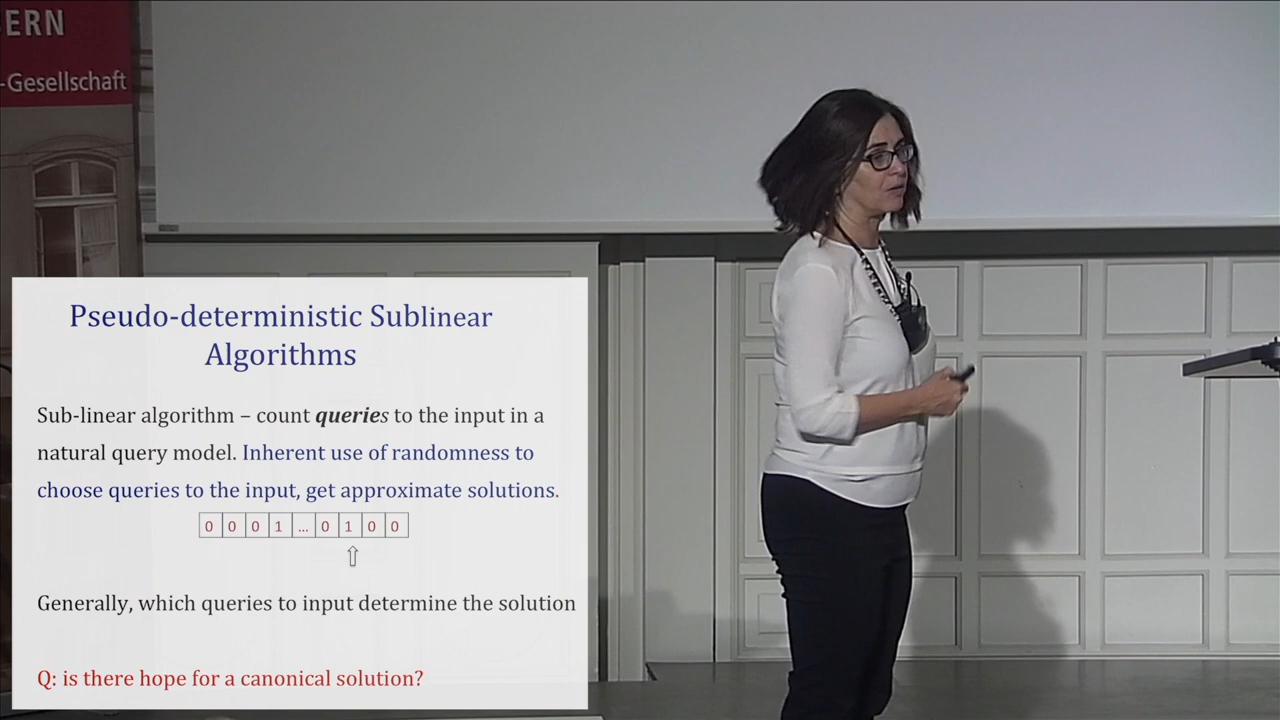 ERN
-Gesellschaft
Pseudo-deterministic Sublinear
Algorithms
Sub-linear algorithm – count queries to the input in a
natural query model. Inherent use of randomness to
choose queries to the input, get approximate solutions.
0 0 0 1 ... 0 1 0 0
Generally, which queries to input determine the solution
Q: is there hope for a canonical solution?